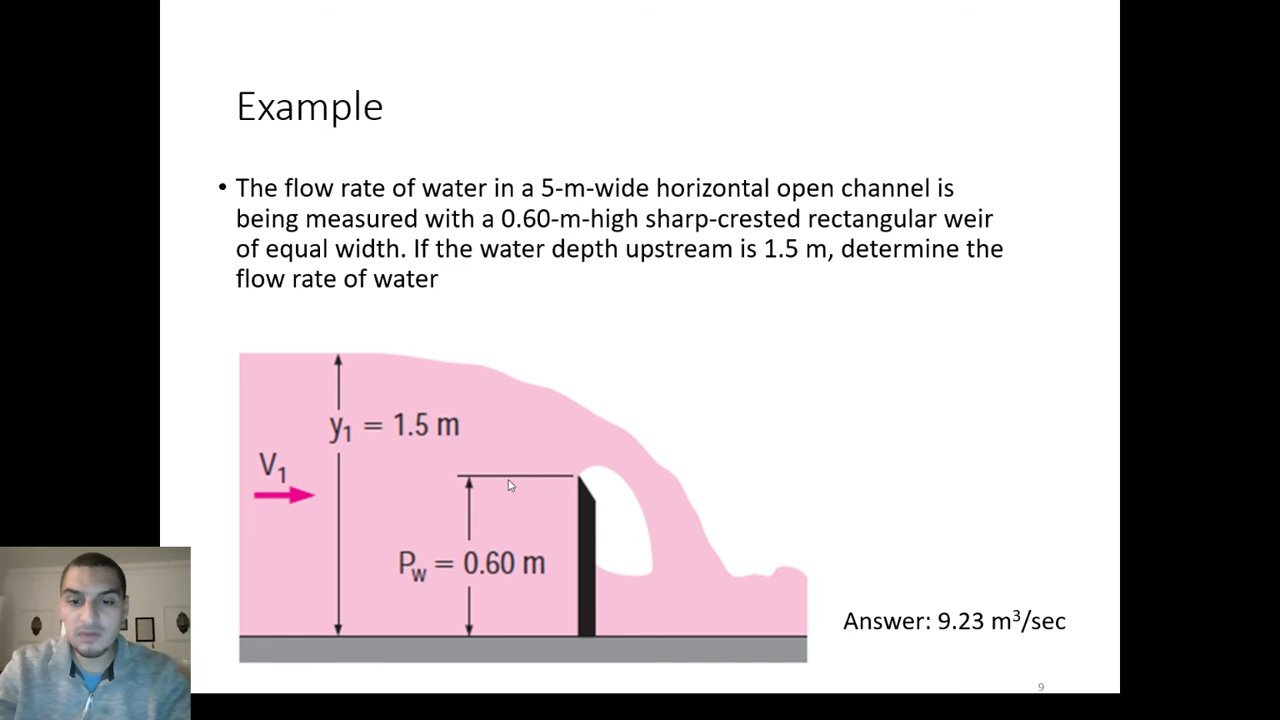 Example
• The flow rate of water in a 5-m-wide horizontal open channel is
being measured with a 0.60-m-high sharp-crested rectangular weir
of equal width. If the water depth upstream is 1.5 m, determine the
flow rate of water
y₁ = 1.5 m
V₁
P_w = 0.60 m
Answer: 9.23 m³/sec
9